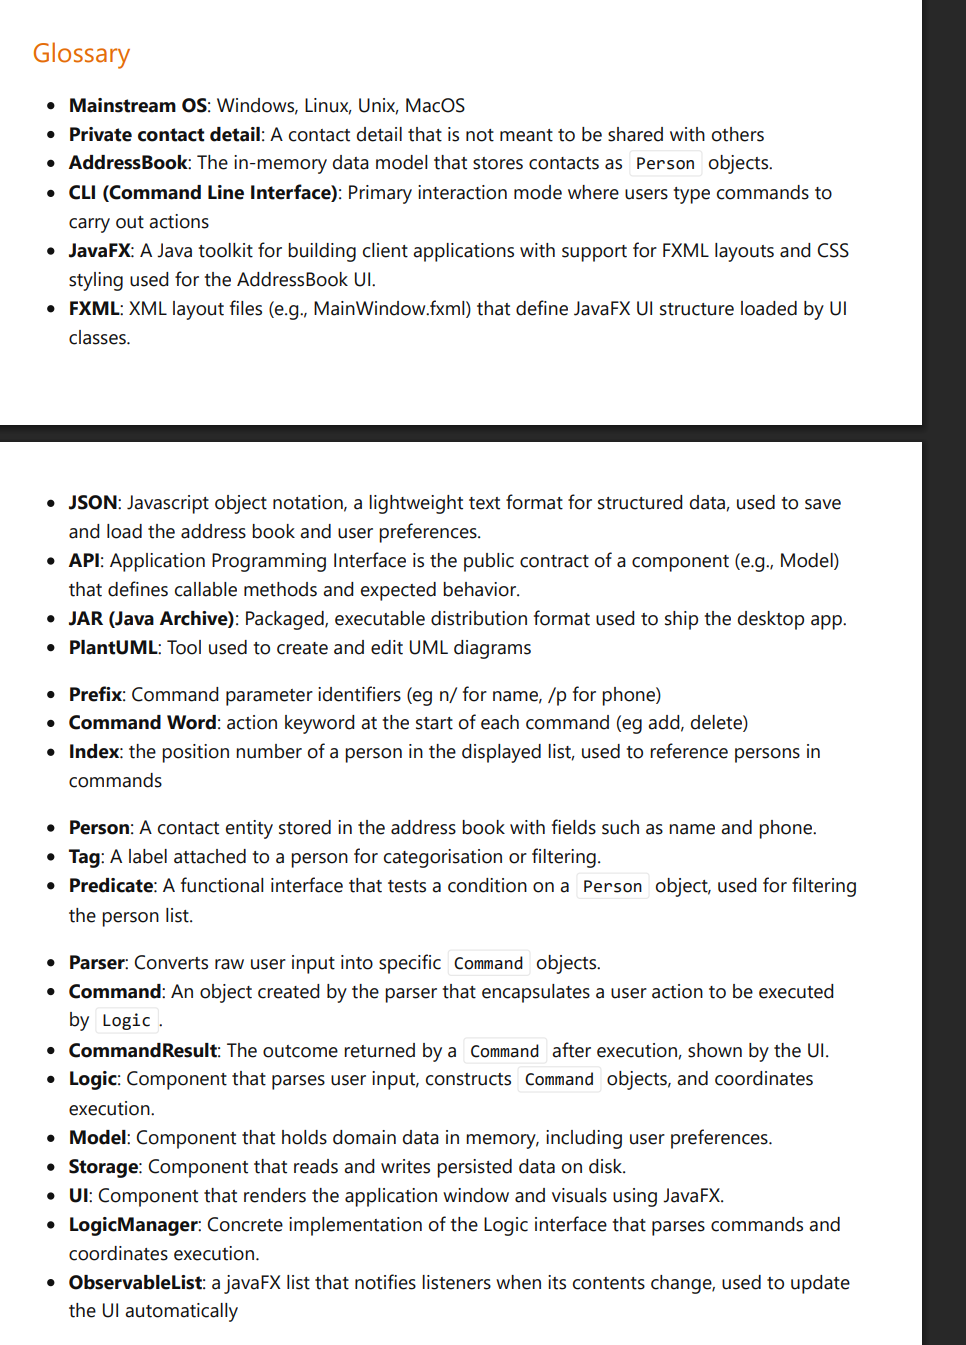 Glossary
• Mainstream OS: Windows, Linux, Unix, MacOS
• Private contact detail: A contact detail that is not meant to be shared with others
• AddressBook: The in-memory data model that stores contacts as Person objects.
• CLI (Command Line Interface): Primary interaction mode where users type commands to
carry out actions
• JavaFX: A Java toolkit for building client applications with support for FXML layouts and CSS
styling used for the AddressBook UI.
• FXML: XML layout files (e.g., MainWindow.fxml) that define JavaFX UI structure loaded by UI
classes.
• JSON: Javascript object notation, a lightweight text format for structured data, used to save
and load the address book and user preferences.
• API: Application Programming Interface is the public contract of a component (e.g., Model)
that defines callable methods and expected behavior.
• JAR (Java Archive): Packaged, executable distribution format used to ship the desktop app.
• PlantUML: Tool used to create and edit UML diagrams
• Prefix: Command parameter identifiers (eg n/ for name, /p for phone)
• Command Word: action keyword at the start of each command (eg add, delete)
• Index: the position number of a person in the displayed list, used to reference persons in
commands
• Person: A contact entity stored in the address book with fields such as name and phone.
• Tag: A label attached to a person for categorisation or filtering.
• Predicate: A functional interface that tests a condition on a Person object, used for filtering
the person list.
• Parser: Converts raw user input into specific Command objects.
• Command: An object created by the parser that encapsulates a user action to be executed
by Logic.
• CommandResult: The outcome returned by a Command after execution, shown by the UI.
• Logic: Component that parses user input, constructs Command objects, and coordinates
execution.
• Model: Component that holds domain data in memory, including user preferences.
• Storage: Component that reads and writes persisted data on disk.
• UI: Component that renders the application window and visuals using JavaFX.
• LogicManager: Concrete implementation of the Logic interface that parses commands and
coordinates execution.
• ObservableList: a javaFX list that notifies listeners when its contents change, used to update
the UI automatically